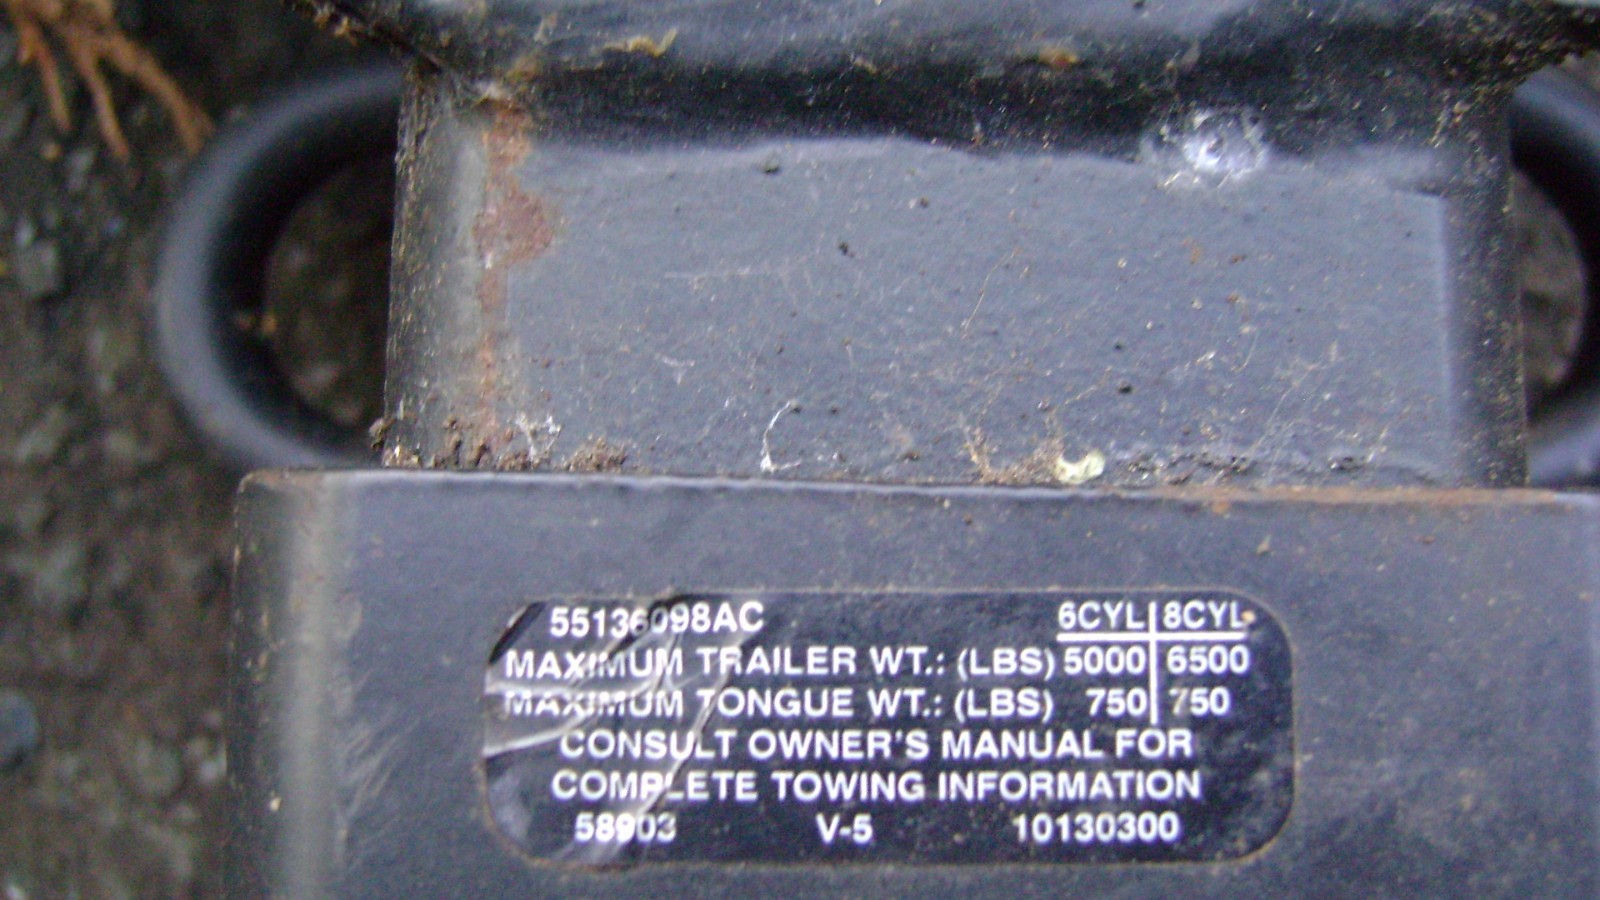 55136098AC 6CYL 8CYL
MAXIMUM TRAILER WT.: (LBS) 5000 6500
MAXIMUM TONGUE WT.: (LBS) 750 750
CONSULT OWNER'S MANUAL FOR
COMPLETE TOWING INFORMATION
58903 V-5 10130300